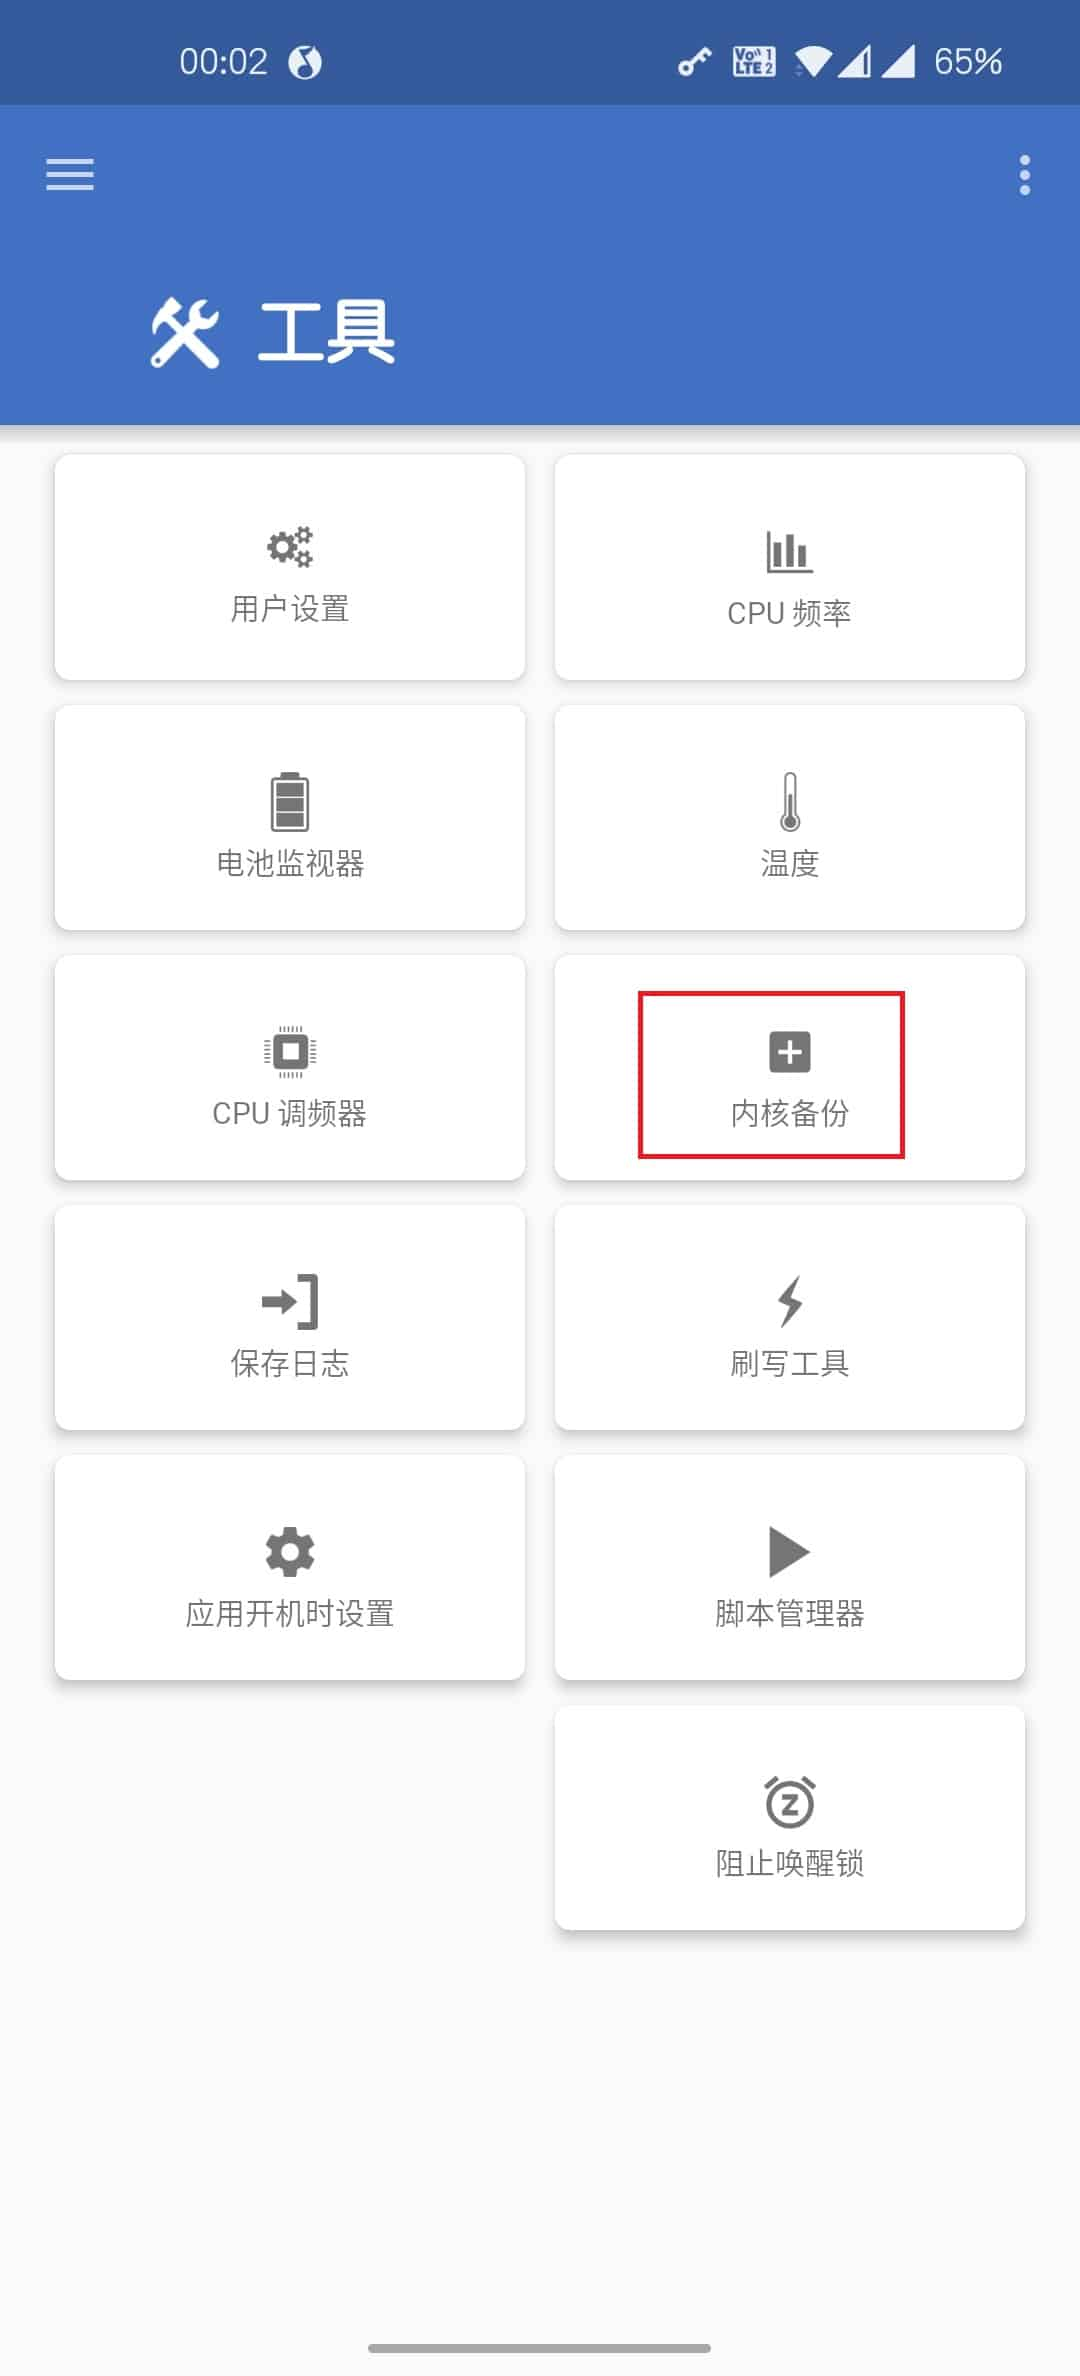 00:02
Vo 1
LTE 2
65%
工具
用户设置
CPU 频率
电池监视器
温度
CPU 调频器
内核备份
保存日志
刷写工具
应用开机时设置
脚本管理器
Z
阻止唤醒锁